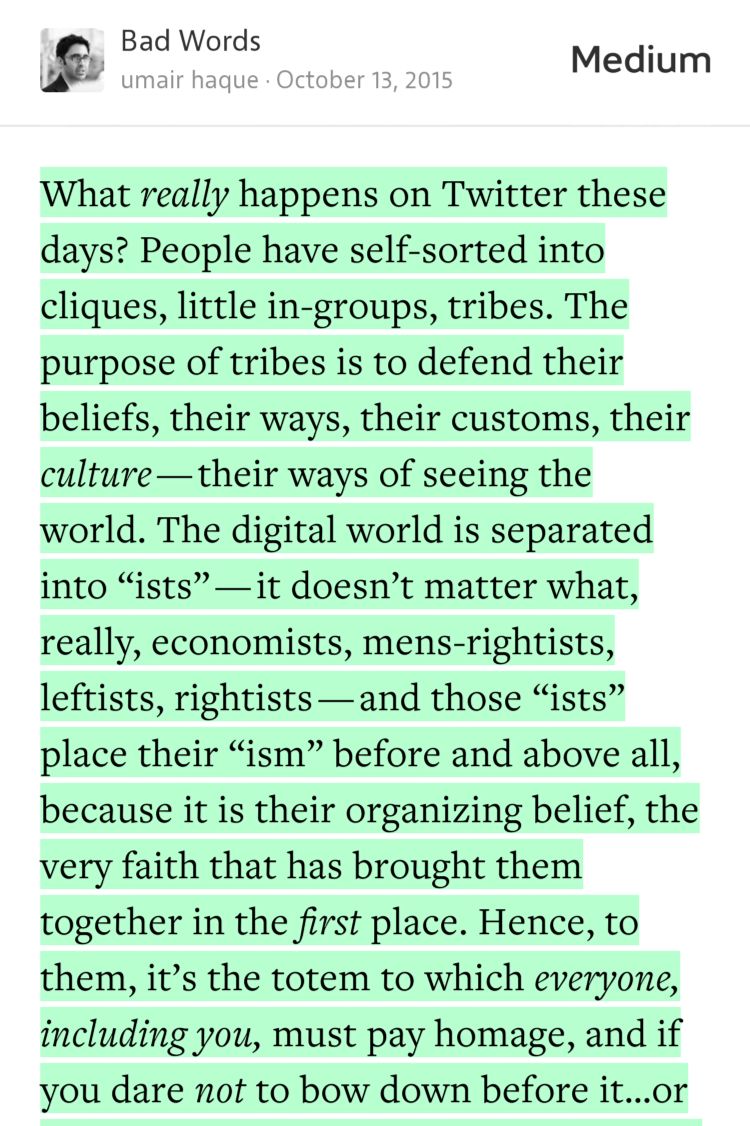 Bad Words
Medium
umair haque · October 13, 2015
What really happens on Twitter these
days? People have self-sorted into
cliques, little in-groups, tribes. The
purpose of tribes is to defend their
beliefs, their ways, their customs, their
culture — their ways of seeing the
world. The digital world is separated
into “ists” — it doesn’t matter what,
really, economists, mens-rightists,
leftists, rightists — and those “ists”
place their “ism” before and above all,
because it is their organizing belief, the
very faith that has brought them
together in the first place. Hence, to
them, it’s the totem to which everyone,
including you, must pay homage, and if
you dare not to bow down before it...or